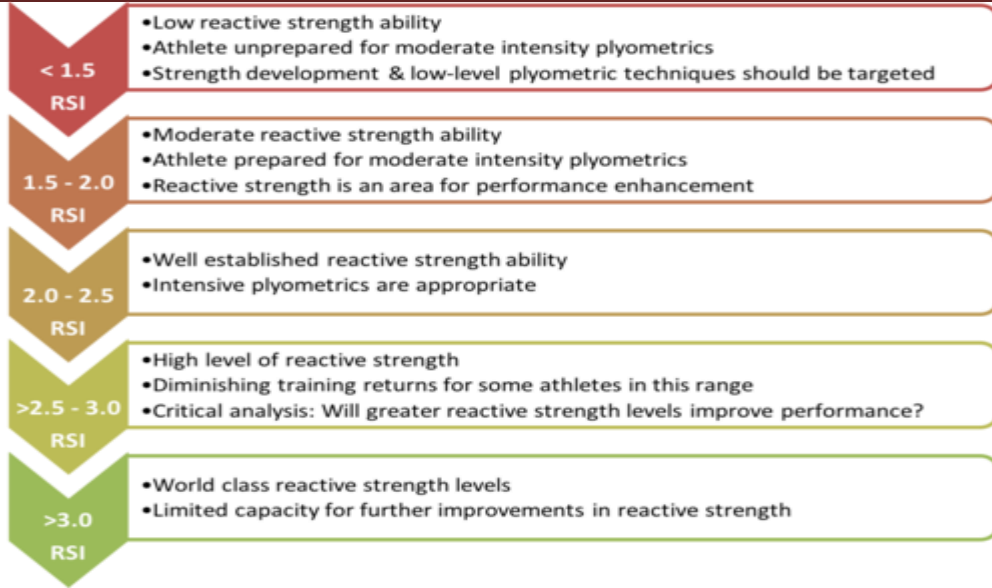 < 1.5
RSI
•Low reactive strength ability
•Athlete unprepared for moderate intensity plyometrics
•Strength development & low-level plyometric techniques should be targeted
1.5 - 2.0
RSI
•Moderate reactive strength ability
•Athlete prepared for moderate intensity plyometrics
•Reactive strength is an area for performance enhancement
2.0 - 2.5
RSI
•Well established reactive strength ability
•Intensive plyometrics are appropriate
>2.5 - 3.0
RSI
•High level of reactive strength
•Diminishing training returns for some athletes in this range
•Critical analysis: Will greater reactive strength levels improve performance?
>3.0
RSI
•World class reactive strength levels
•Limited capacity for further improvements in reactive strength